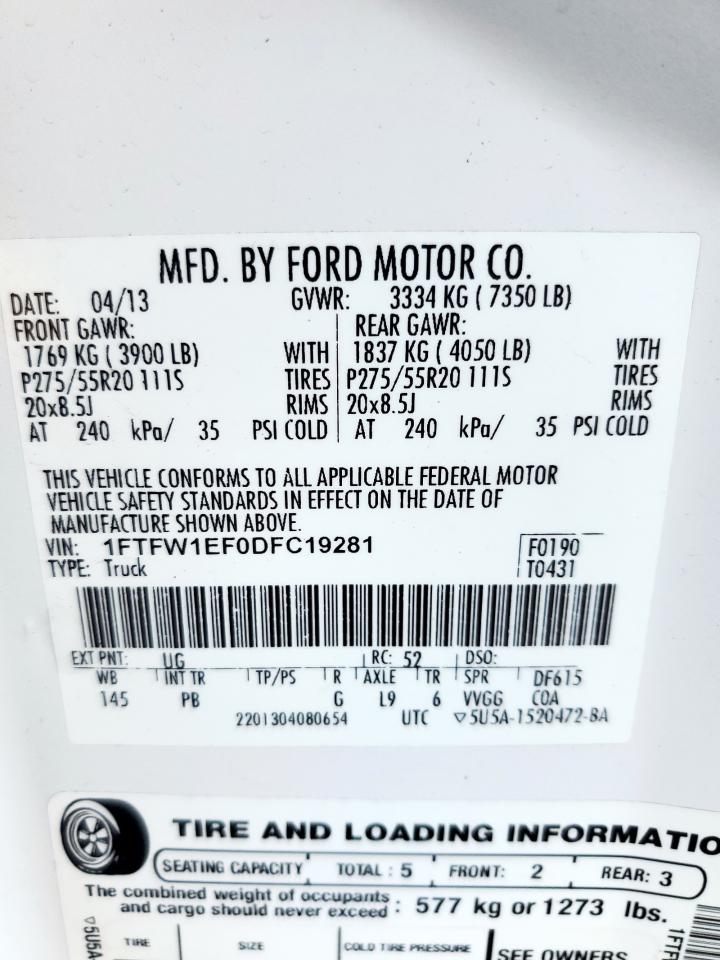 MFD. BY FORD MOTOR CO.
DATE: 04/13 GVWR: 3334 KG ( 7350 LB)
FRONT GAWR: REAR GAWR:
1769 KG ( 3900 LB) WITH 1837 KG ( 4050 LB) WITH
P275/55R20 111S TIRES P275/55R20 111S TIRES
20x8.5J RIMS 20x8.5J RIMS
AT 240 kPa/ 35 PSI COLD AT 240 kPa/ 35 PSI COLD
THIS VEHICLE CONFORMS TO ALL APPLICABLE FEDERAL MOTOR
VEHICLE SAFETY STANDARDS IN EFFECT ON THE DATE OF
MANUFACTURE SHOWN ABOVE.
VIN: 1FTFW1EF0DFC19281 F0190
TYPE: Truck T0431
EXT PNT: UG RC: 52 DSO:
WB INT TR TP/PS R AXLE TR SPR DF615
145 PB G L9 6 VVGG COA
2201304080654 UTC ▽5U5A-1520472-BA
TIRE AND LOADING INFORMATIO
SEATING CAPACITY TOTAL : 5 FRONT: 2 REAR: 3
The combined weight of occupants
and cargo should never exceed : 577 kg or 1273 lbs.
TIRE SIZE COLD TIRE PRESSURE SEE OWNERS
▽5U5A
1FTF